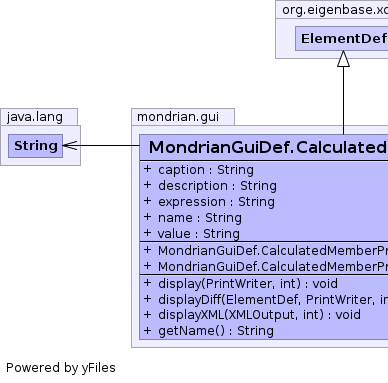 org.eigenbase.xo
ElementDef
java.lang
String
mondrian.gui
MondrianGuiDef.Calculated
+ caption : String
+ description : String
+ expression : String
+ name : String
+ value : String
+ MondrianGuiDef.CalculatedMemberPr
+ MondrianGuiDef.CalculatedMemberPr
+ display(PrintWriter, int) : void
+ displayDiff(ElementDef, PrintWriter, in
+ displayXML(XMLOutput, int) : void
+ getName() : String
Powered by yFiles